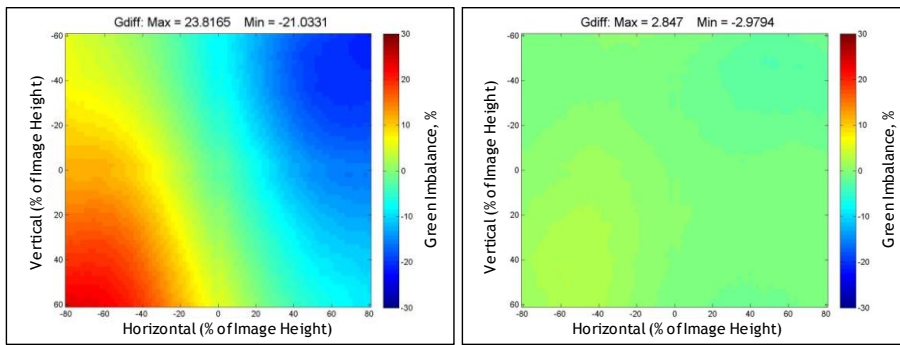 Gdiff: Max = 23.8165 Min = -21.0331
-60
-40
-20
0
20
40
60
Vertical (% of Image Height)
-80 -60 -40 -20 0 20 40 60 80
Horizontal (% of Image Height)
30
20
10
0
-10
-20
-30
Green Imbalance, %
Gdiff: Max = 2.847 Min = -2.9794
-60
-40
-20
0
20
40
60
Vertical (% of Image Height)
-80 -60 -40 -20 0 20 40 60 80
Horizontal (% of Image Height)
30
20
10
0
-10
-20
-30
Green Imbalance, %